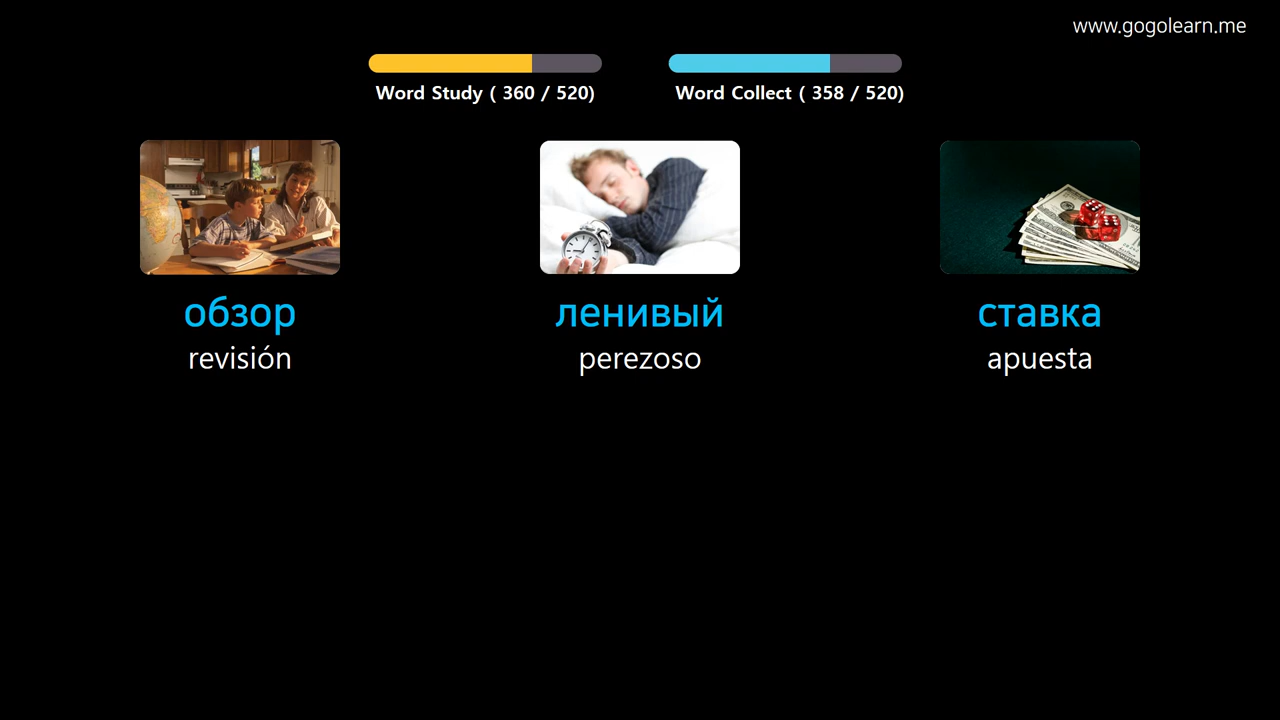 www.gogolearn.me
Word Study ( 360 / 520)
Word Collect ( 358 / 520)
обзор
ленивый
ставка
revisión
perezoso
apuesta